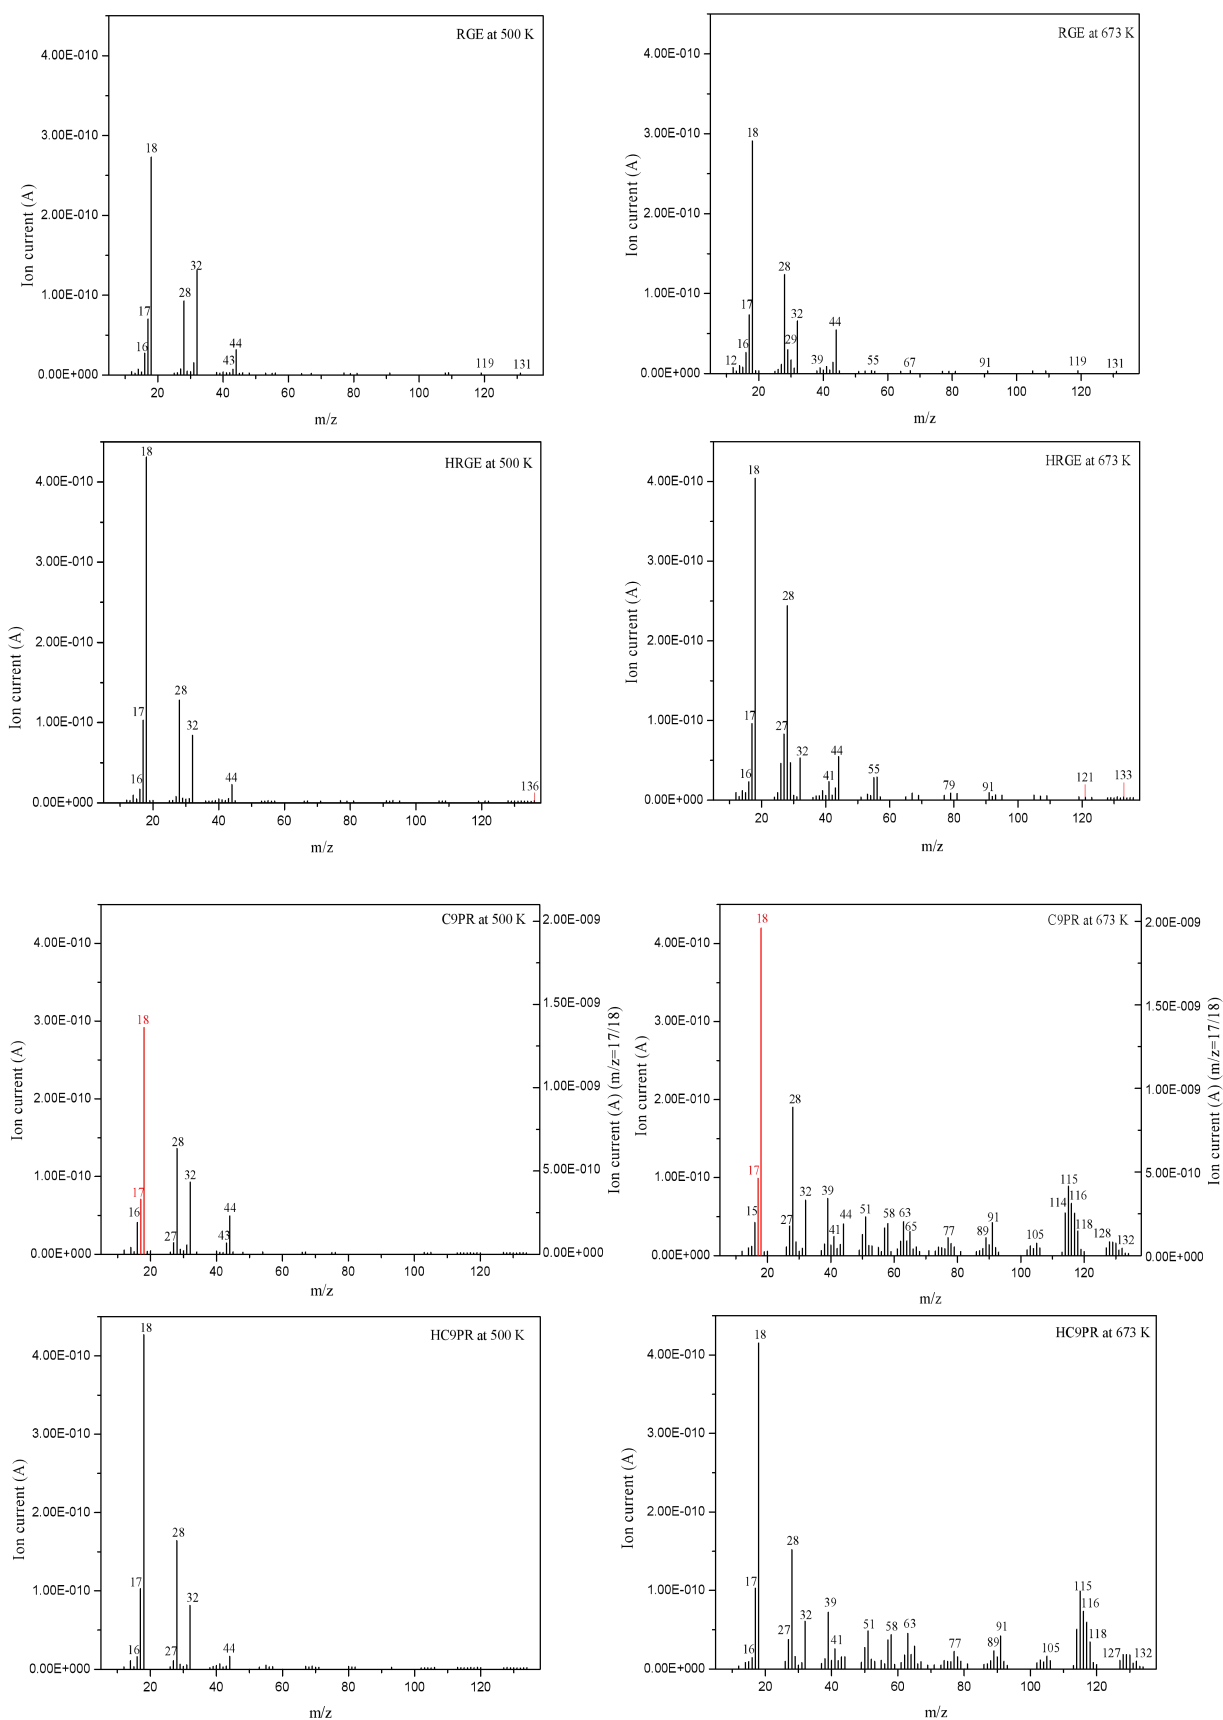 RGE at 500 K
4.00E-010
3.00E-010
2.00E-010
1.00E-010
0.00E+000
Ion current (A)
16
17
18
28
32
43
44
119
131
20
40
60
80
100
120
m/z
RGE at 673 K
4.00E-010
3.00E-010
2.00E-010
1.00E-010
0.00E+000
Ion current (A)
12
16
17
18
28
29
32
39
44
55
67
91
119
131
20
40
60
80
100
120
m/z
HRGE at 500 K
4.00E-010
3.00E-010
2.00E-010
1.00E-010
0.00E+000
Ion current (A)
16
17
18
28
32
44
136
20
40
60
80
100
120
m/z
HRGE at 673 K
4.00E-010
3.00E-010
2.00E-010
1.00E-010
0.00E+000
Ion current (A)
16
17
18
27
28
32
41
44
55
79
91
121
133
20
40
60
80
100
120
m/z
C9PR at 500 K
4.00E-010
3.00E-010
2.00E-010
1.00E-010
0.00E+000
Ion current (A)
16
17
18
27
28
32
43
44
2.00E-009
1.50E-009
1.00E-009
5.00E-010
0.00E+000
Ion current (A) (m/z=17/18)
20
40
60
80
100
120
m/z
C9PR at 673 K
4.00E-010
3.00E-010
2.00E-010
1.00E-010
0.00E+000
Ion current (A)
15
17
18
27
28
32
39
41
44
51
58
63
65
77
89
91
105
114
115
116
118
128
132
2.00E-009
1.50E-009
1.00E-009
5.00E-010
0.00E+000
Ion current (A) (m/z=17/18)
20
40
60
80
100
120
m/z
HC9PR at 500 K
4.00E-010
3.00E-010
2.00E-010
1.00E-010
0.00E+000
Ion current (A)
16
17
18
27
28
32
44
20
40
60
80
100
120
m/z
HC9PR at 673 K
4.00E-010
3.00E-010
2.00E-010
1.00E-010
0.00E+000
Ion current (A)
16
17
18
27
28
32
39
41
51
58
63
77
89
91
105
115
116
118
127
132
20
40
60
80
100
120
m/z